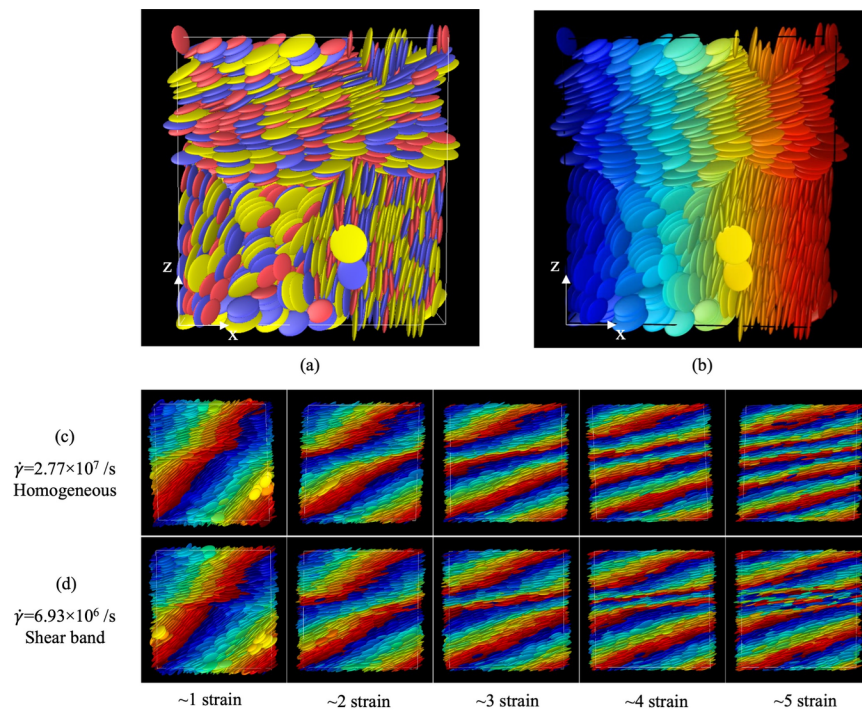 z
x
(a)
z
x
(b)
(c)
γ̇=2.77×10⁷ /s
Homogeneous
(d)
γ̇=6.93×10⁶ /s
Shear band
~1 strain
~2 strain
~3 strain
~4 strain
~5 strain